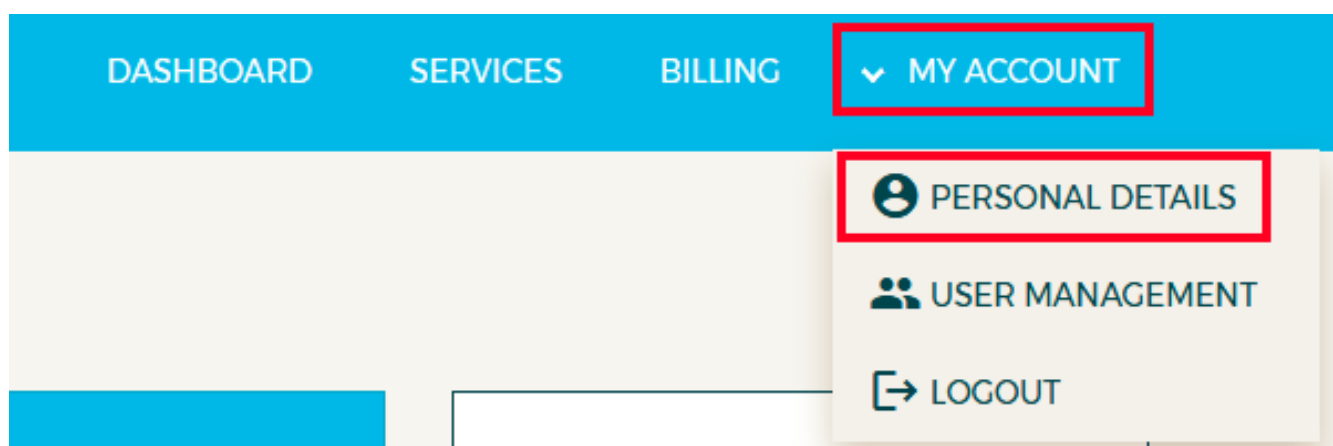 DASHBOARD SERVICES BILLING MY ACCOUNT
PERSONAL DETAILS
USER MANAGEMENT
LOGOUT